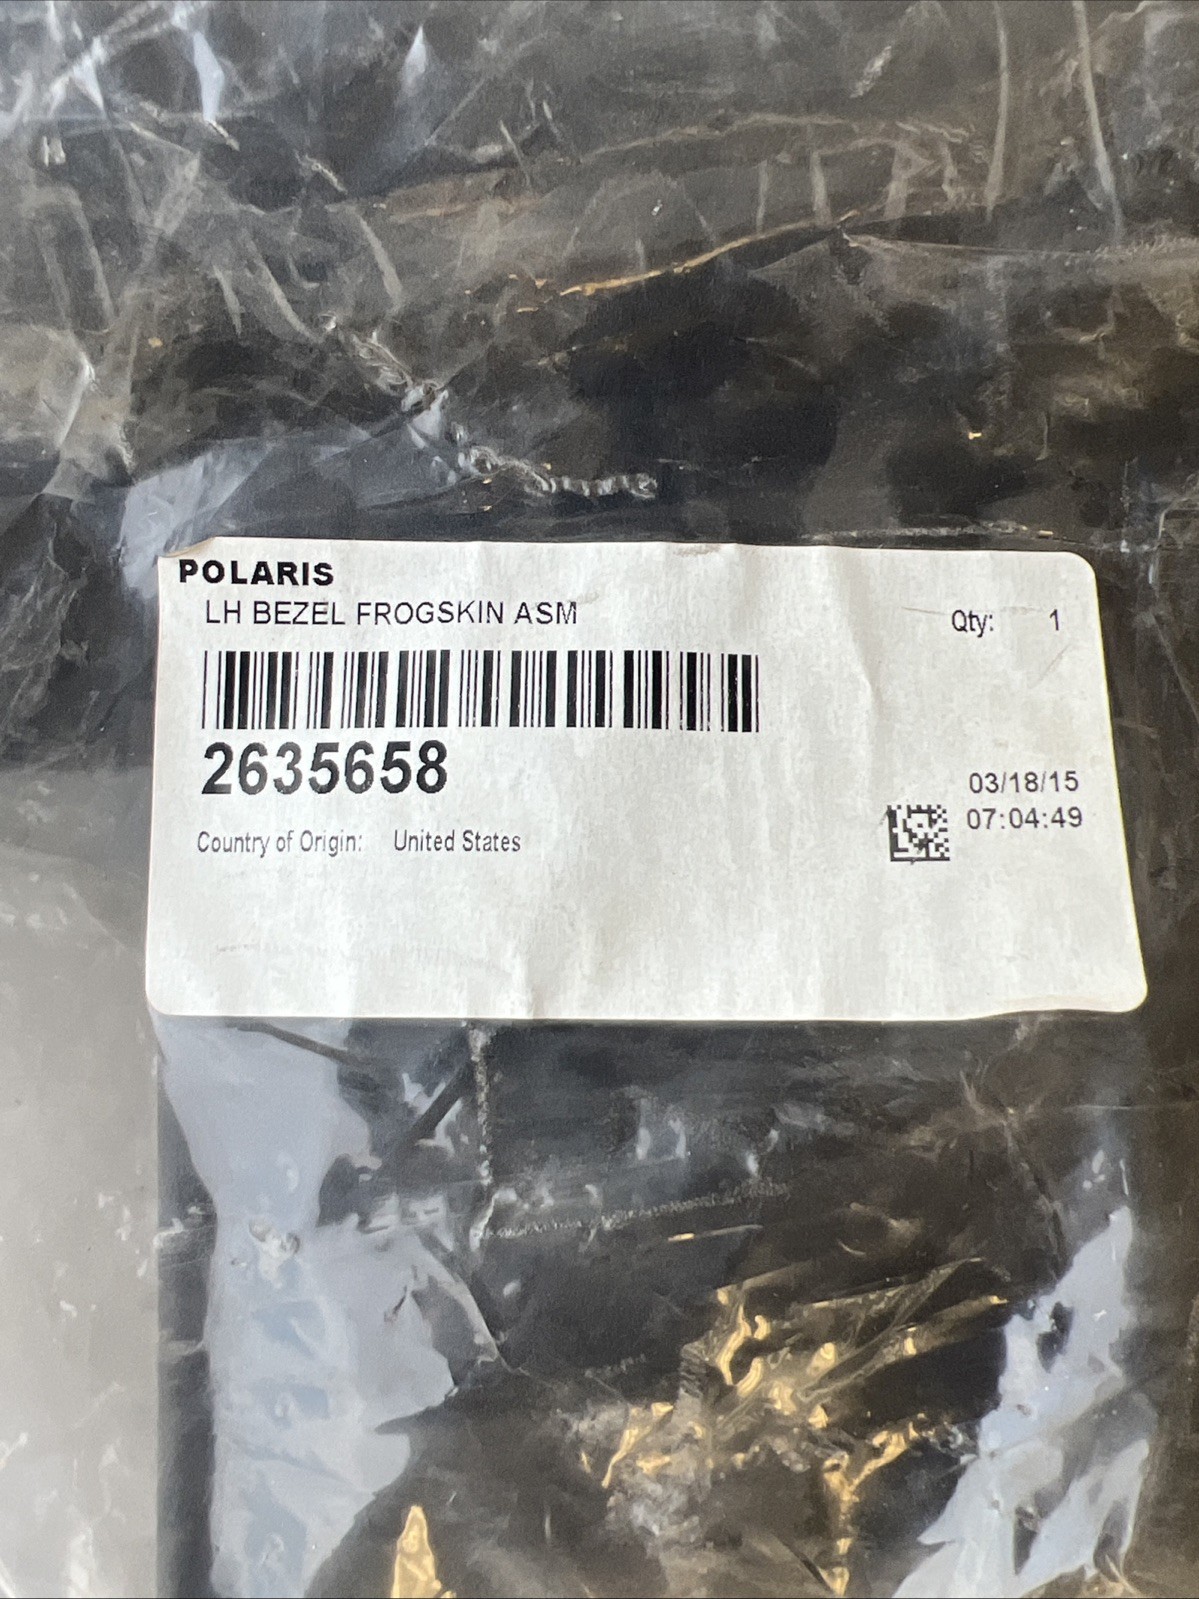 POLARIS
LH BEZEL FROGSKIN ASM
Qty: 1
2635658
03/18/15
07:04:49
Country of Origin: United States